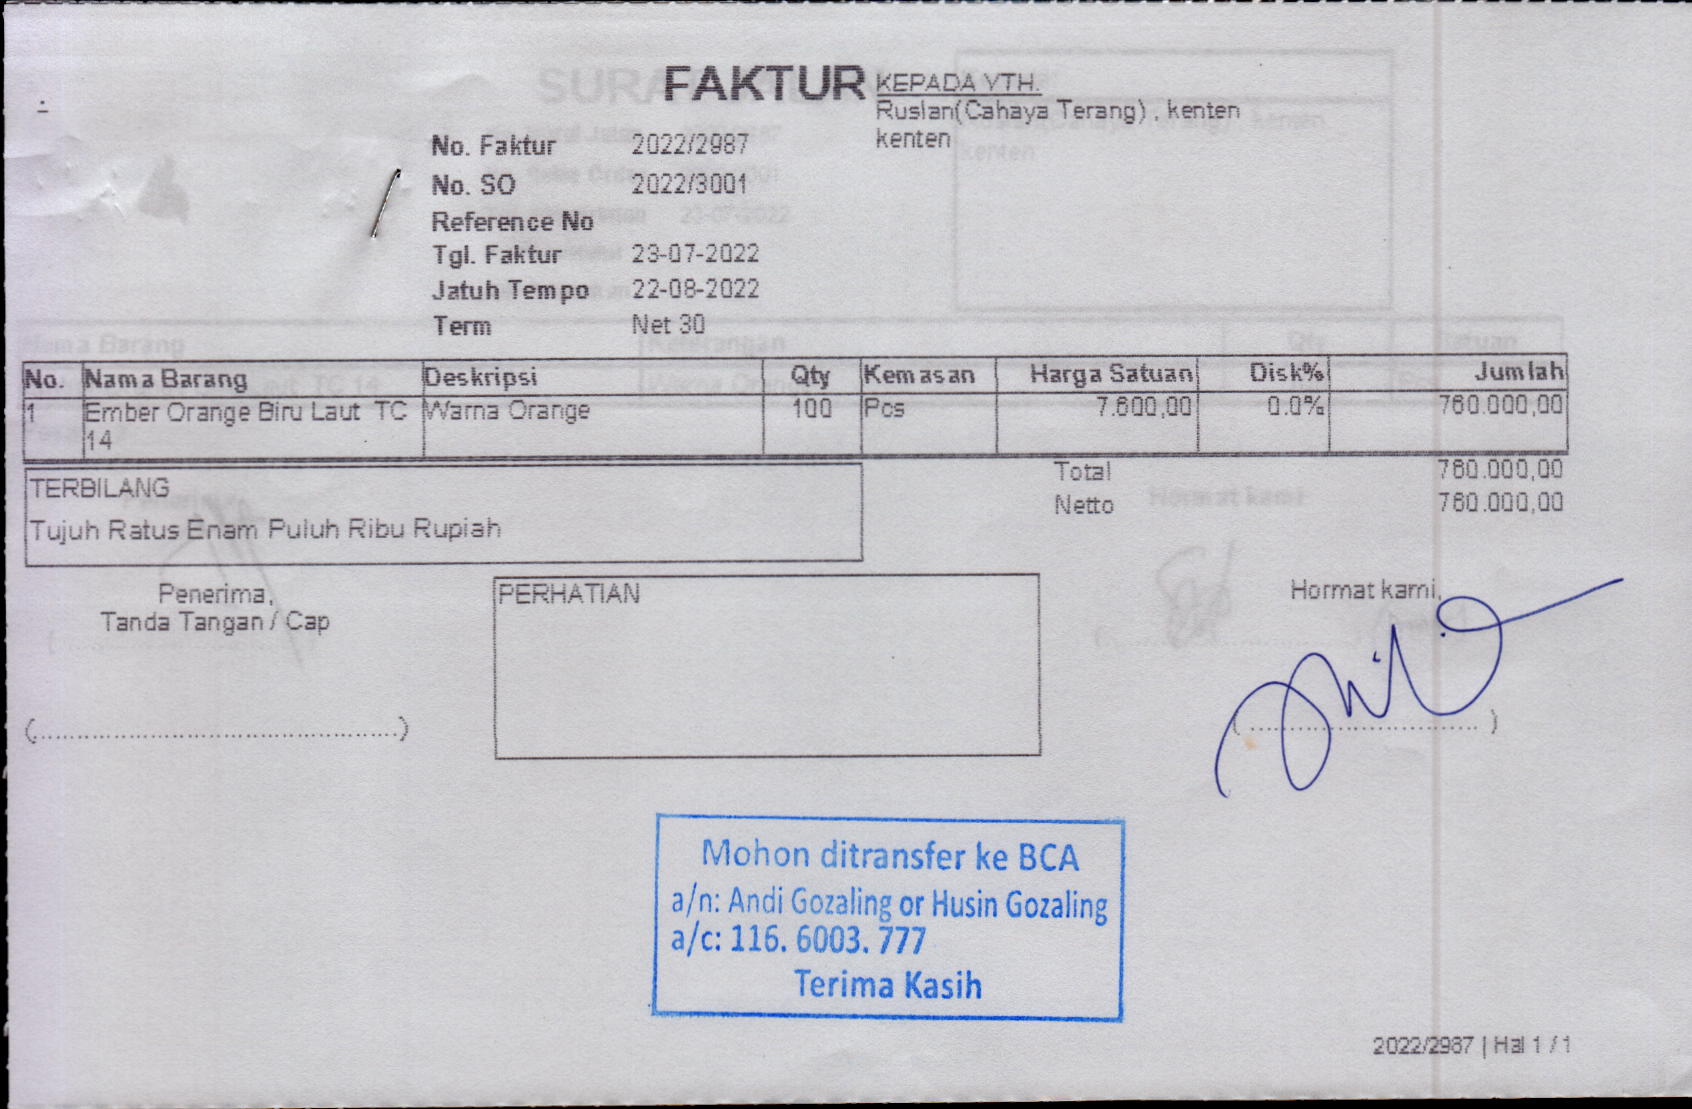 FAKTUR
KEPADA YTH.
Ruslan(Cahaya Terang) , kenten
kenten
No. Faktur 2022/2987
No. SO 2022/3001
Reference No
Tgl. Faktur 23-07-2022
Jatuh Tempo 22-08-2022
Term Net 30
No. Nama Barang Deskripsi Qty Kemasan Harga Satuan Disk% Jumlah
1 Ember Orange Biru Laut TC 14 Warna Orange 100 Pcs 7.600,00 0.0% 760.000,00
Total 760.000,00
Netto 760.000,00
TERBILANG
Tujuh Ratus Enam Puluh Ribu Rupiah
Penerima,
Tanda Tangan / Cap
(..............................................)
PERHATIAN
Hormat kami,
(..............................)
Mohon ditransfer ke BCA
a/n: Andi Gozaling or Husin Gozaling
a/c: 116. 6003. 777
Terima Kasih
2022/2987 | Hal 1 / 1